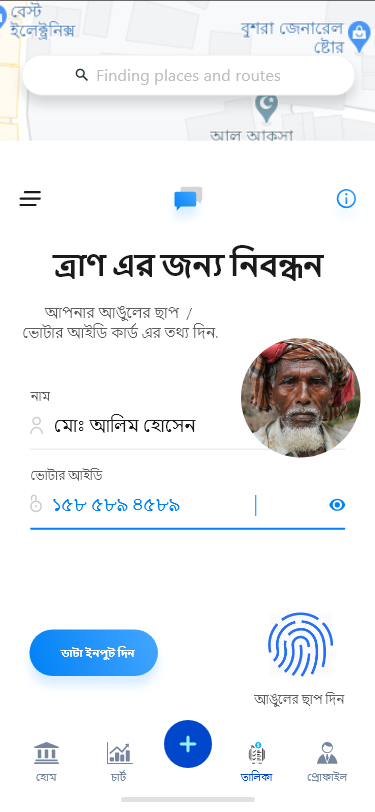 বেস্ট
ইলেক্ট্রনিক্স
বুশরা জেনারেল
ষ্টোর
Finding places and routes
আল আকসা
ত্রাণ এর জন্য নিবন্ধন
আপনার আঙুলের ছাপ /
ভোটার আইডি কার্ড এর তথ্য দিন.
নাম
মোঃ আলিম হোসেন
ভোটার আইডি
১৫৮ ৫৮৯ ৪৫৮৯
ডাটা ইনপুট দিন
আঙুলের ছাপ দিন
হোম
চার্ট
তালিকা
প্রোফাইল